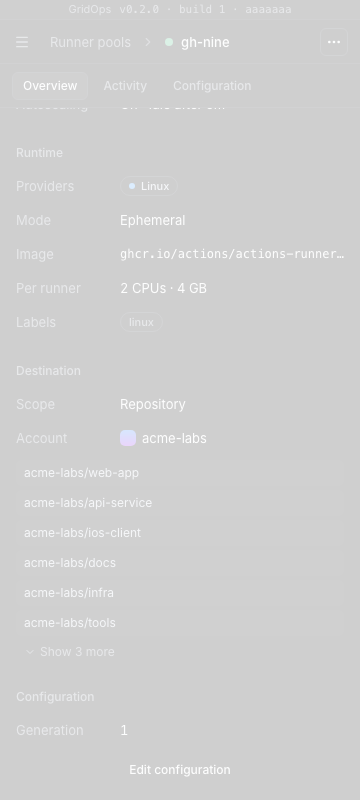 GridOps v0.2.0 · build 1 · aaaaaaa
Runner pools > gh-nine
Overview Activity Configuration
Runtime
Providers Linux
Mode Ephemeral
Image ghcr.io/actions/actions-runner…
Per runner 2 CPUs · 4 GB
Labels linux
Destination
Scope Repository
Account acme-labs
acme-labs/web-app
acme-labs/api-service
acme-labs/ios-client
acme-labs/docs
acme-labs/infra
acme-labs/tools
Show 3 more
Configuration
Generation 1
Edit configuration